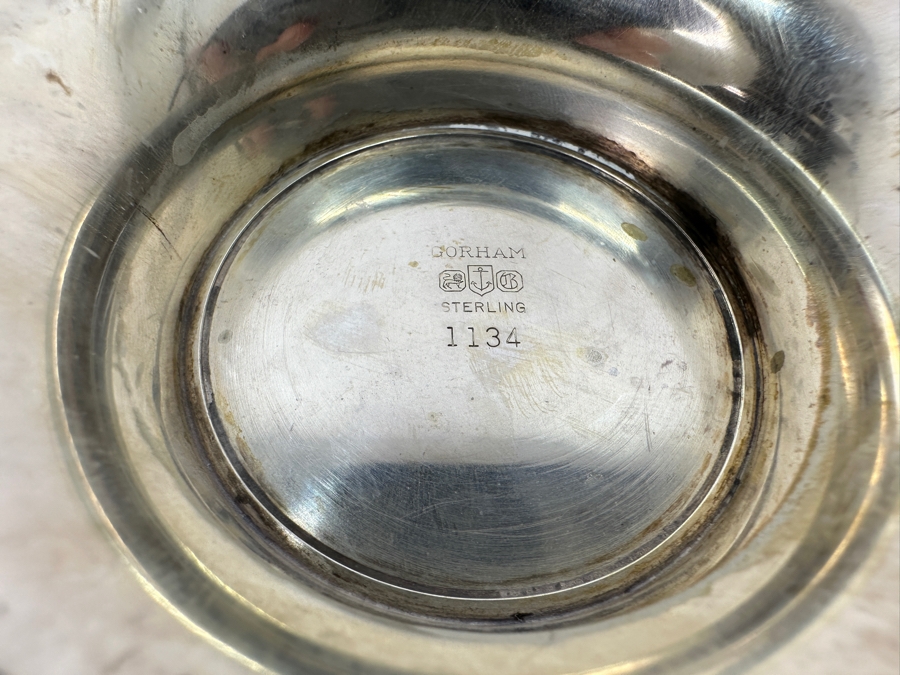 GORHAM
G
STERLING
1134